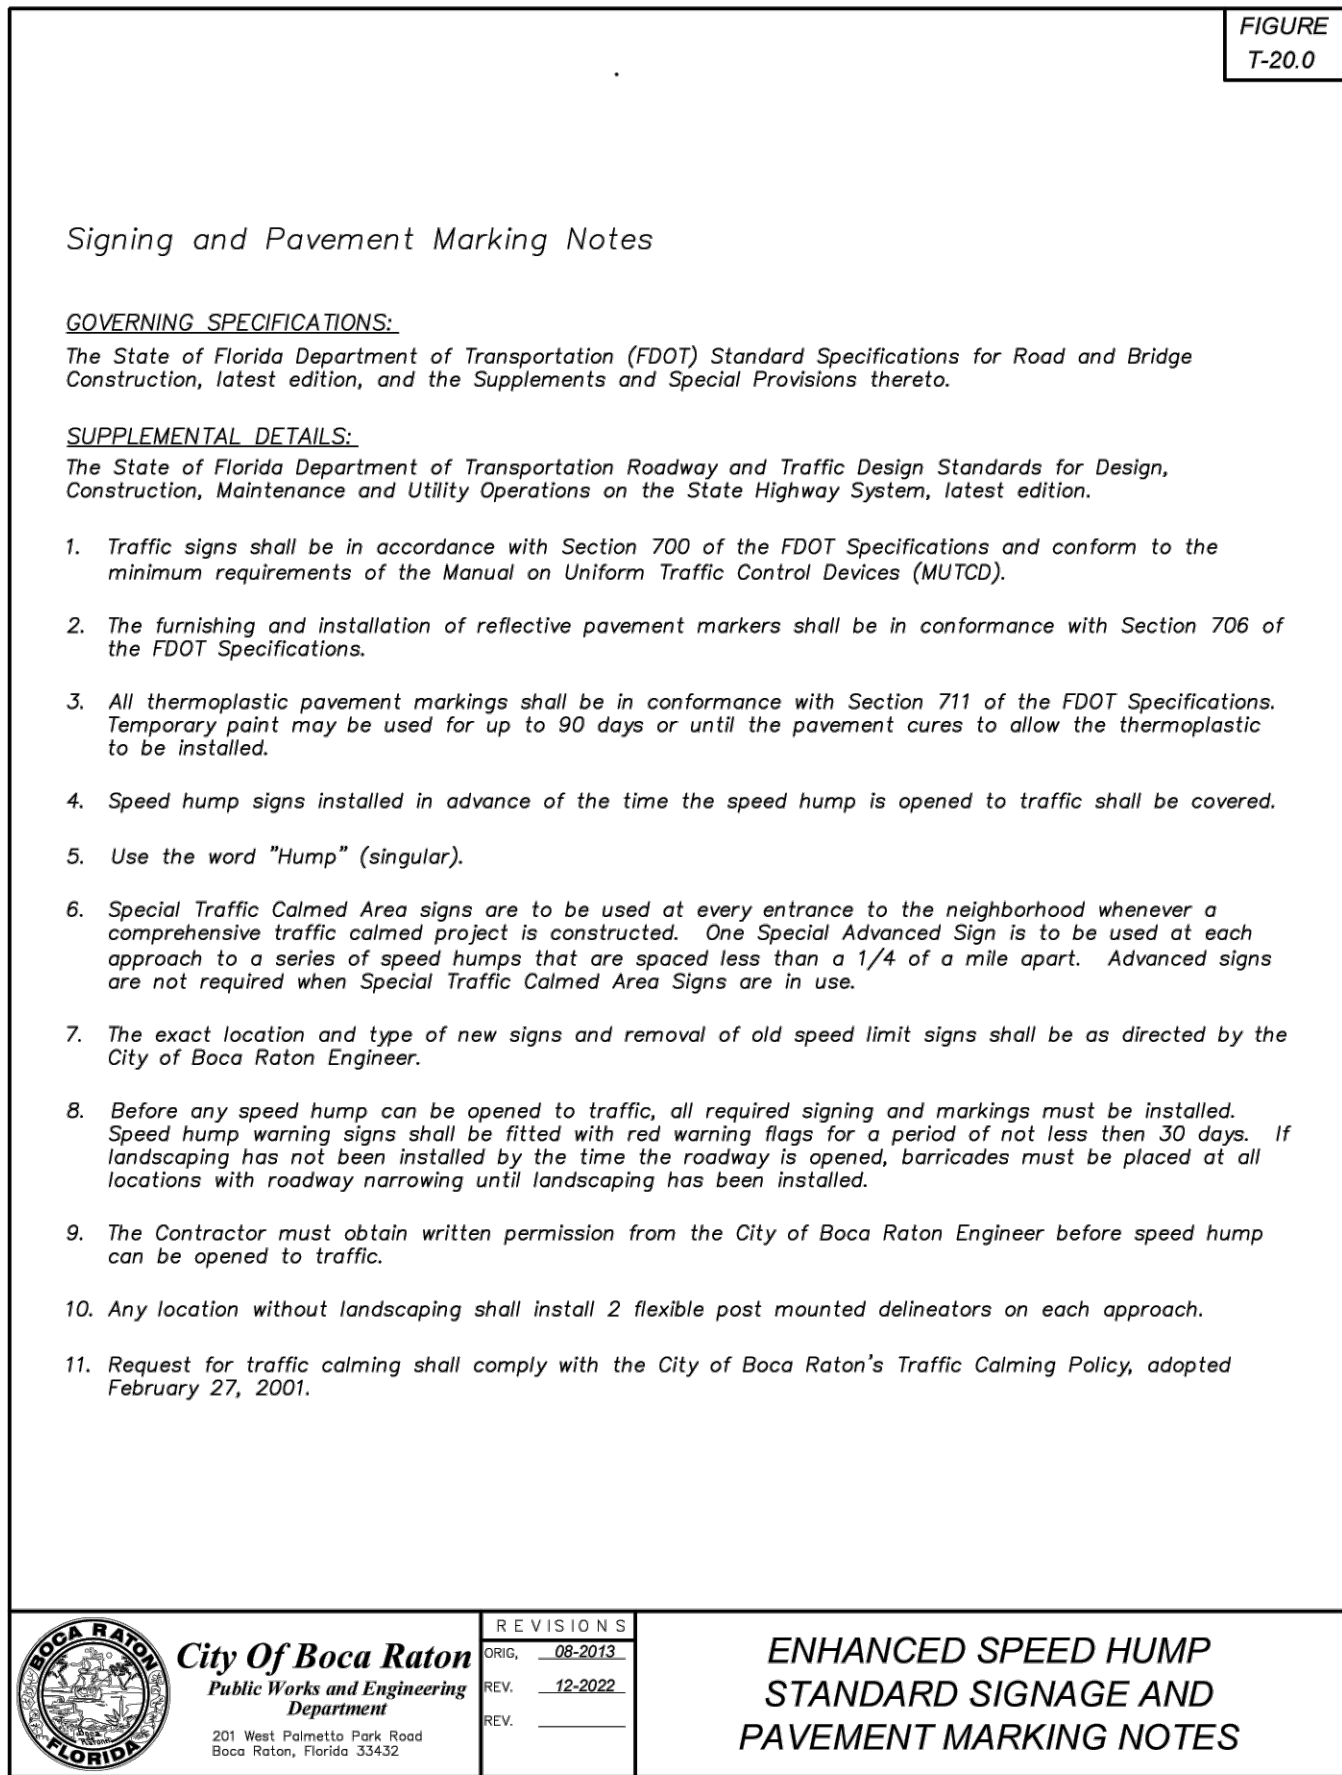 FIGURE
T-20.0
Signing and Pavement Marking Notes
GOVERNING SPECIFICATIONS:
The State of Florida Department of Transportation (FDOT) Standard Specifications for Road and Bridge
Construction, latest edition, and the Supplements and Special Provisions thereto.
SUPPLEMENTAL DETAILS:
The State of Florida Department of Transportation Roadway and Traffic Design Standards for Design,
Construction, Maintenance and Utility Operations on the State Highway System, latest edition.
1. Traffic signs shall be in accordance with Section 700 of the FDOT Specifications and conform to the
minimum requirements of the Manual on Uniform Traffic Control Devices (MUTCD).
2. The furnishing and installation of reflective pavement markers shall be in conformance with Section 706 of
the FDOT Specifications.
3. All thermoplastic pavement markings shall be in conformance with Section 711 of the FDOT Specifications.
Temporary paint may be used for up to 90 days or until the pavement cures to allow the thermoplastic
to be installed.
4. Speed hump signs installed in advance of the time the speed hump is opened to traffic shall be covered.
5. Use the word "Hump" (singular).
6. Special Traffic Calmed Area signs are to be used at every entrance to the neighborhood whenever a
comprehensive traffic calmed project is constructed. One Special Advanced Sign is to be used at each
approach to a series of speed humps that are spaced less than a 1/4 of a mile apart. Advanced signs
are not required when Special Traffic Calmed Area Signs are in use.
7. The exact location and type of new signs and removal of old speed limit signs shall be as directed by the
City of Boca Raton Engineer.
8. Before any speed hump can be opened to traffic, all required signing and markings must be installed.
Speed hump warning signs shall be fitted with red warning flags for a period of not less then 30 days. If
landscaping has not been installed by the time the roadway is opened, barricades must be placed at all
locations with roadway narrowing until landscaping has been installed.
9. The Contractor must obtain written permission from the City of Boca Raton Engineer before speed hump
can be opened to traffic.
10. Any location without landscaping shall install 2 flexible post mounted delineators on each approach.
11. Request for traffic calming shall comply with the City of Boca Raton's Traffic Calming Policy, adopted
February 27, 2001.
BOCA RATON
Boca
Raton
FLORIDA
City Of Boca Raton
Public Works and Engineering
Department
201 West Palmetto Park Road
Boca Raton, Florida 33432
REVISIONS
ORIG, 08-2013
REV. 12-2022
REV.
ENHANCED SPEED HUMP
STANDARD SIGNAGE AND
PAVEMENT MARKING NOTES